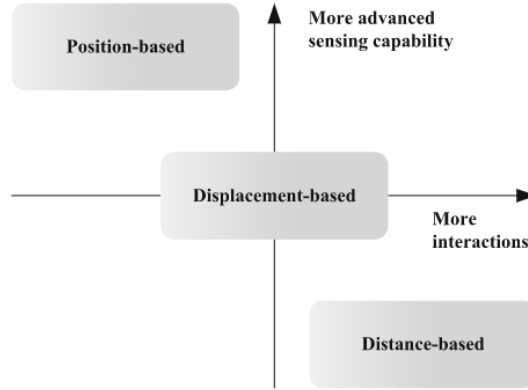 Position-based
More advanced
sensing capability
Displacement-based
More
interactions
Distance-based